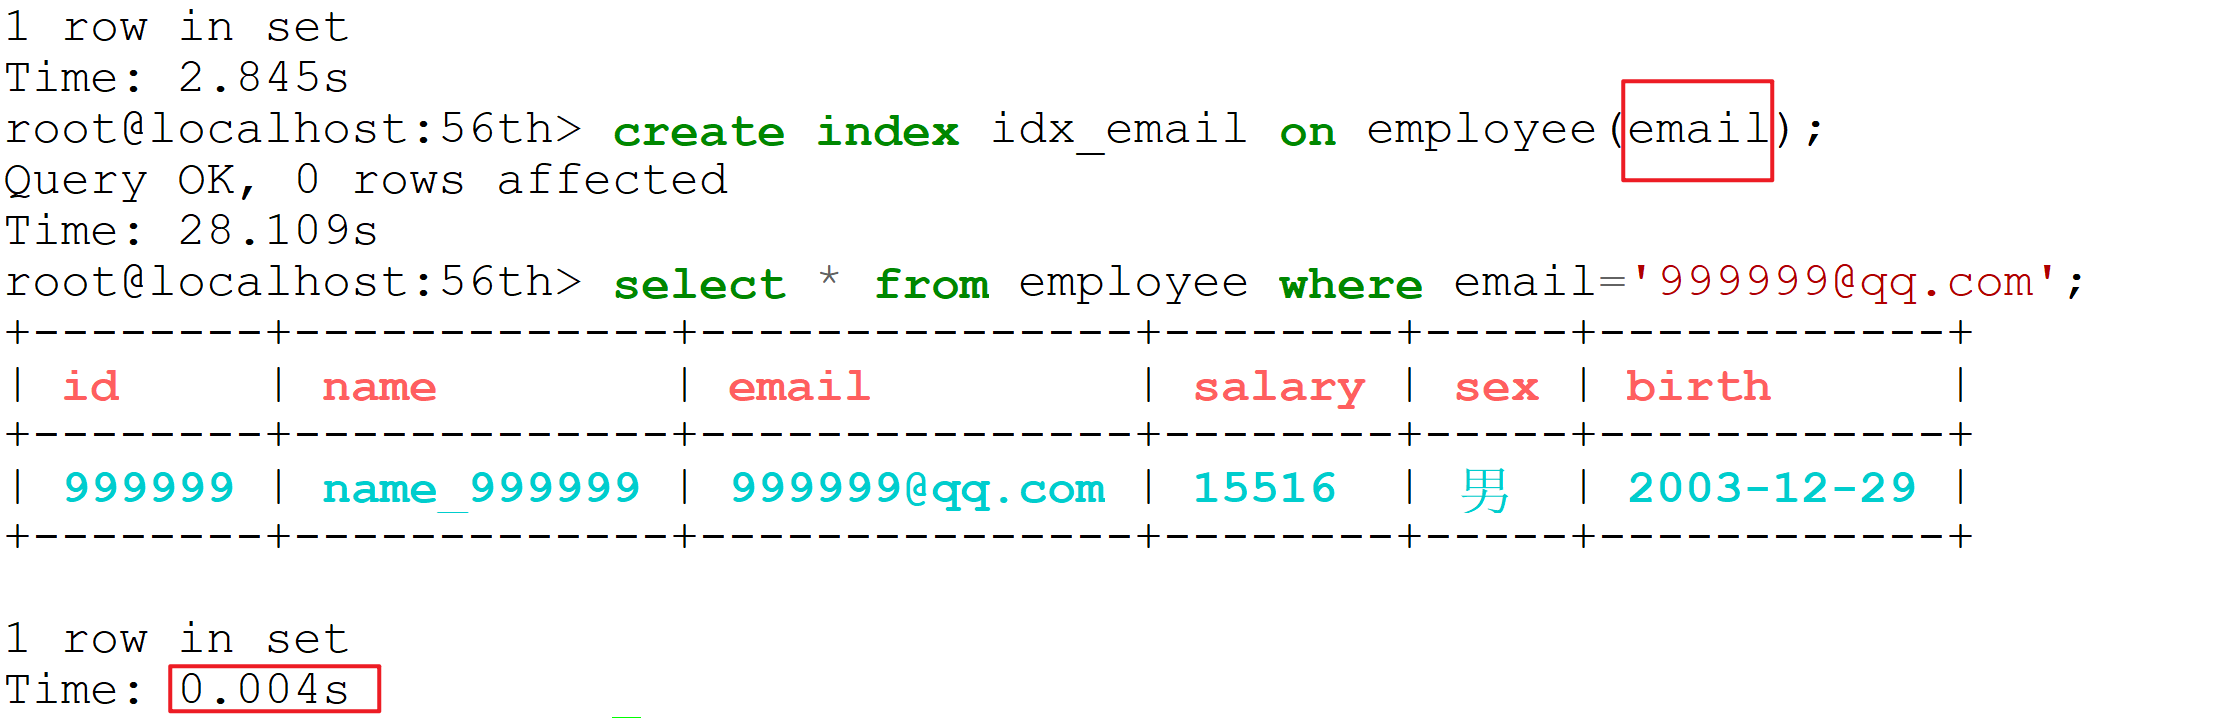 1 row in set
Time: 2.845s
root@localhost:56th> create index idx_email on employee(email);
Query OK, 0 rows affected
Time: 28.109s
root@localhost:56th> select * from employee where email='999999@qq.com';
+--------+-------------+---------------+--------+-----+------------+
| id     | name        | email         | salary | sex | birth      |
+--------+-------------+---------------+--------+-----+------------+
| 999999 | name_999999 | 999999@qq.com | 15516  | 男   | 2003-12-29 |
+--------+-------------+---------------+--------+-----+------------+
1 row in set
Time: 0.004s